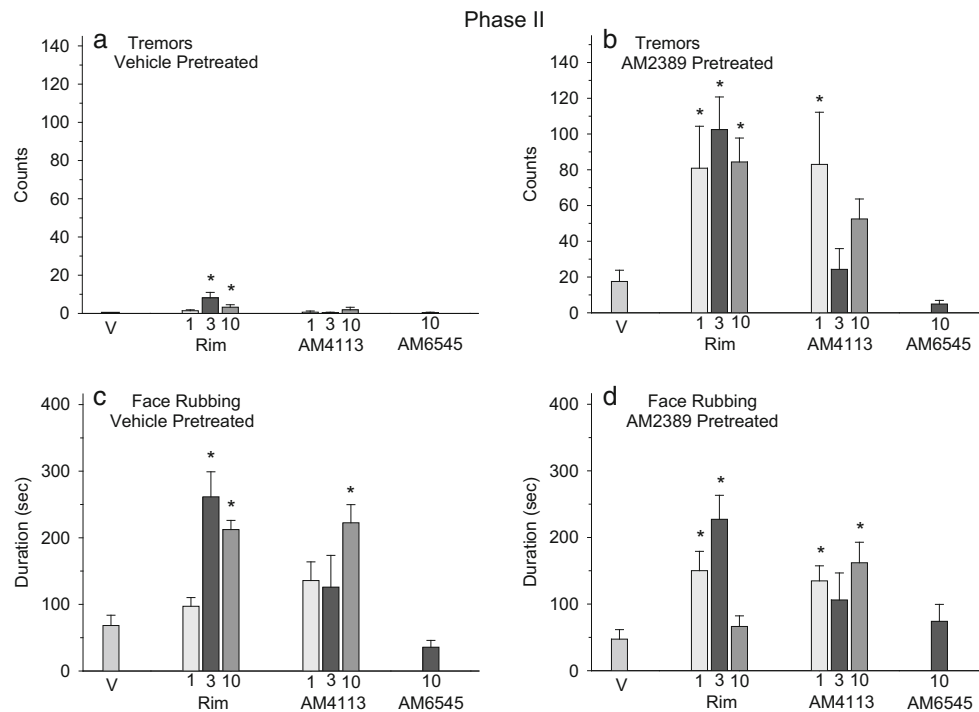 Phase II
a Tremors
Vehicle Pretreated
140
120
100
80
60
40
20
0
Counts
* *
V 1 3 10 1 3 10 10
Rim AM4113 AM6545
b Tremors
AM2389 Pretreated
140
120
100
80
60
40
20
0
Counts
* * * *
V 1 3 10 1 3 10 10
Rim AM4113 AM6545
c Face Rubbing
Vehicle Pretreated
400
300
200
100
0
Duration (sec)
* * *
V 1 3 10 1 3 10 10
Rim AM4113 AM6545
d Face Rubbing
AM2389 Pretreated
400
300
200
100
0
Duration (sec)
* * * *
V 1 3 10 1 3 10 10
Rim AM4113 AM6545